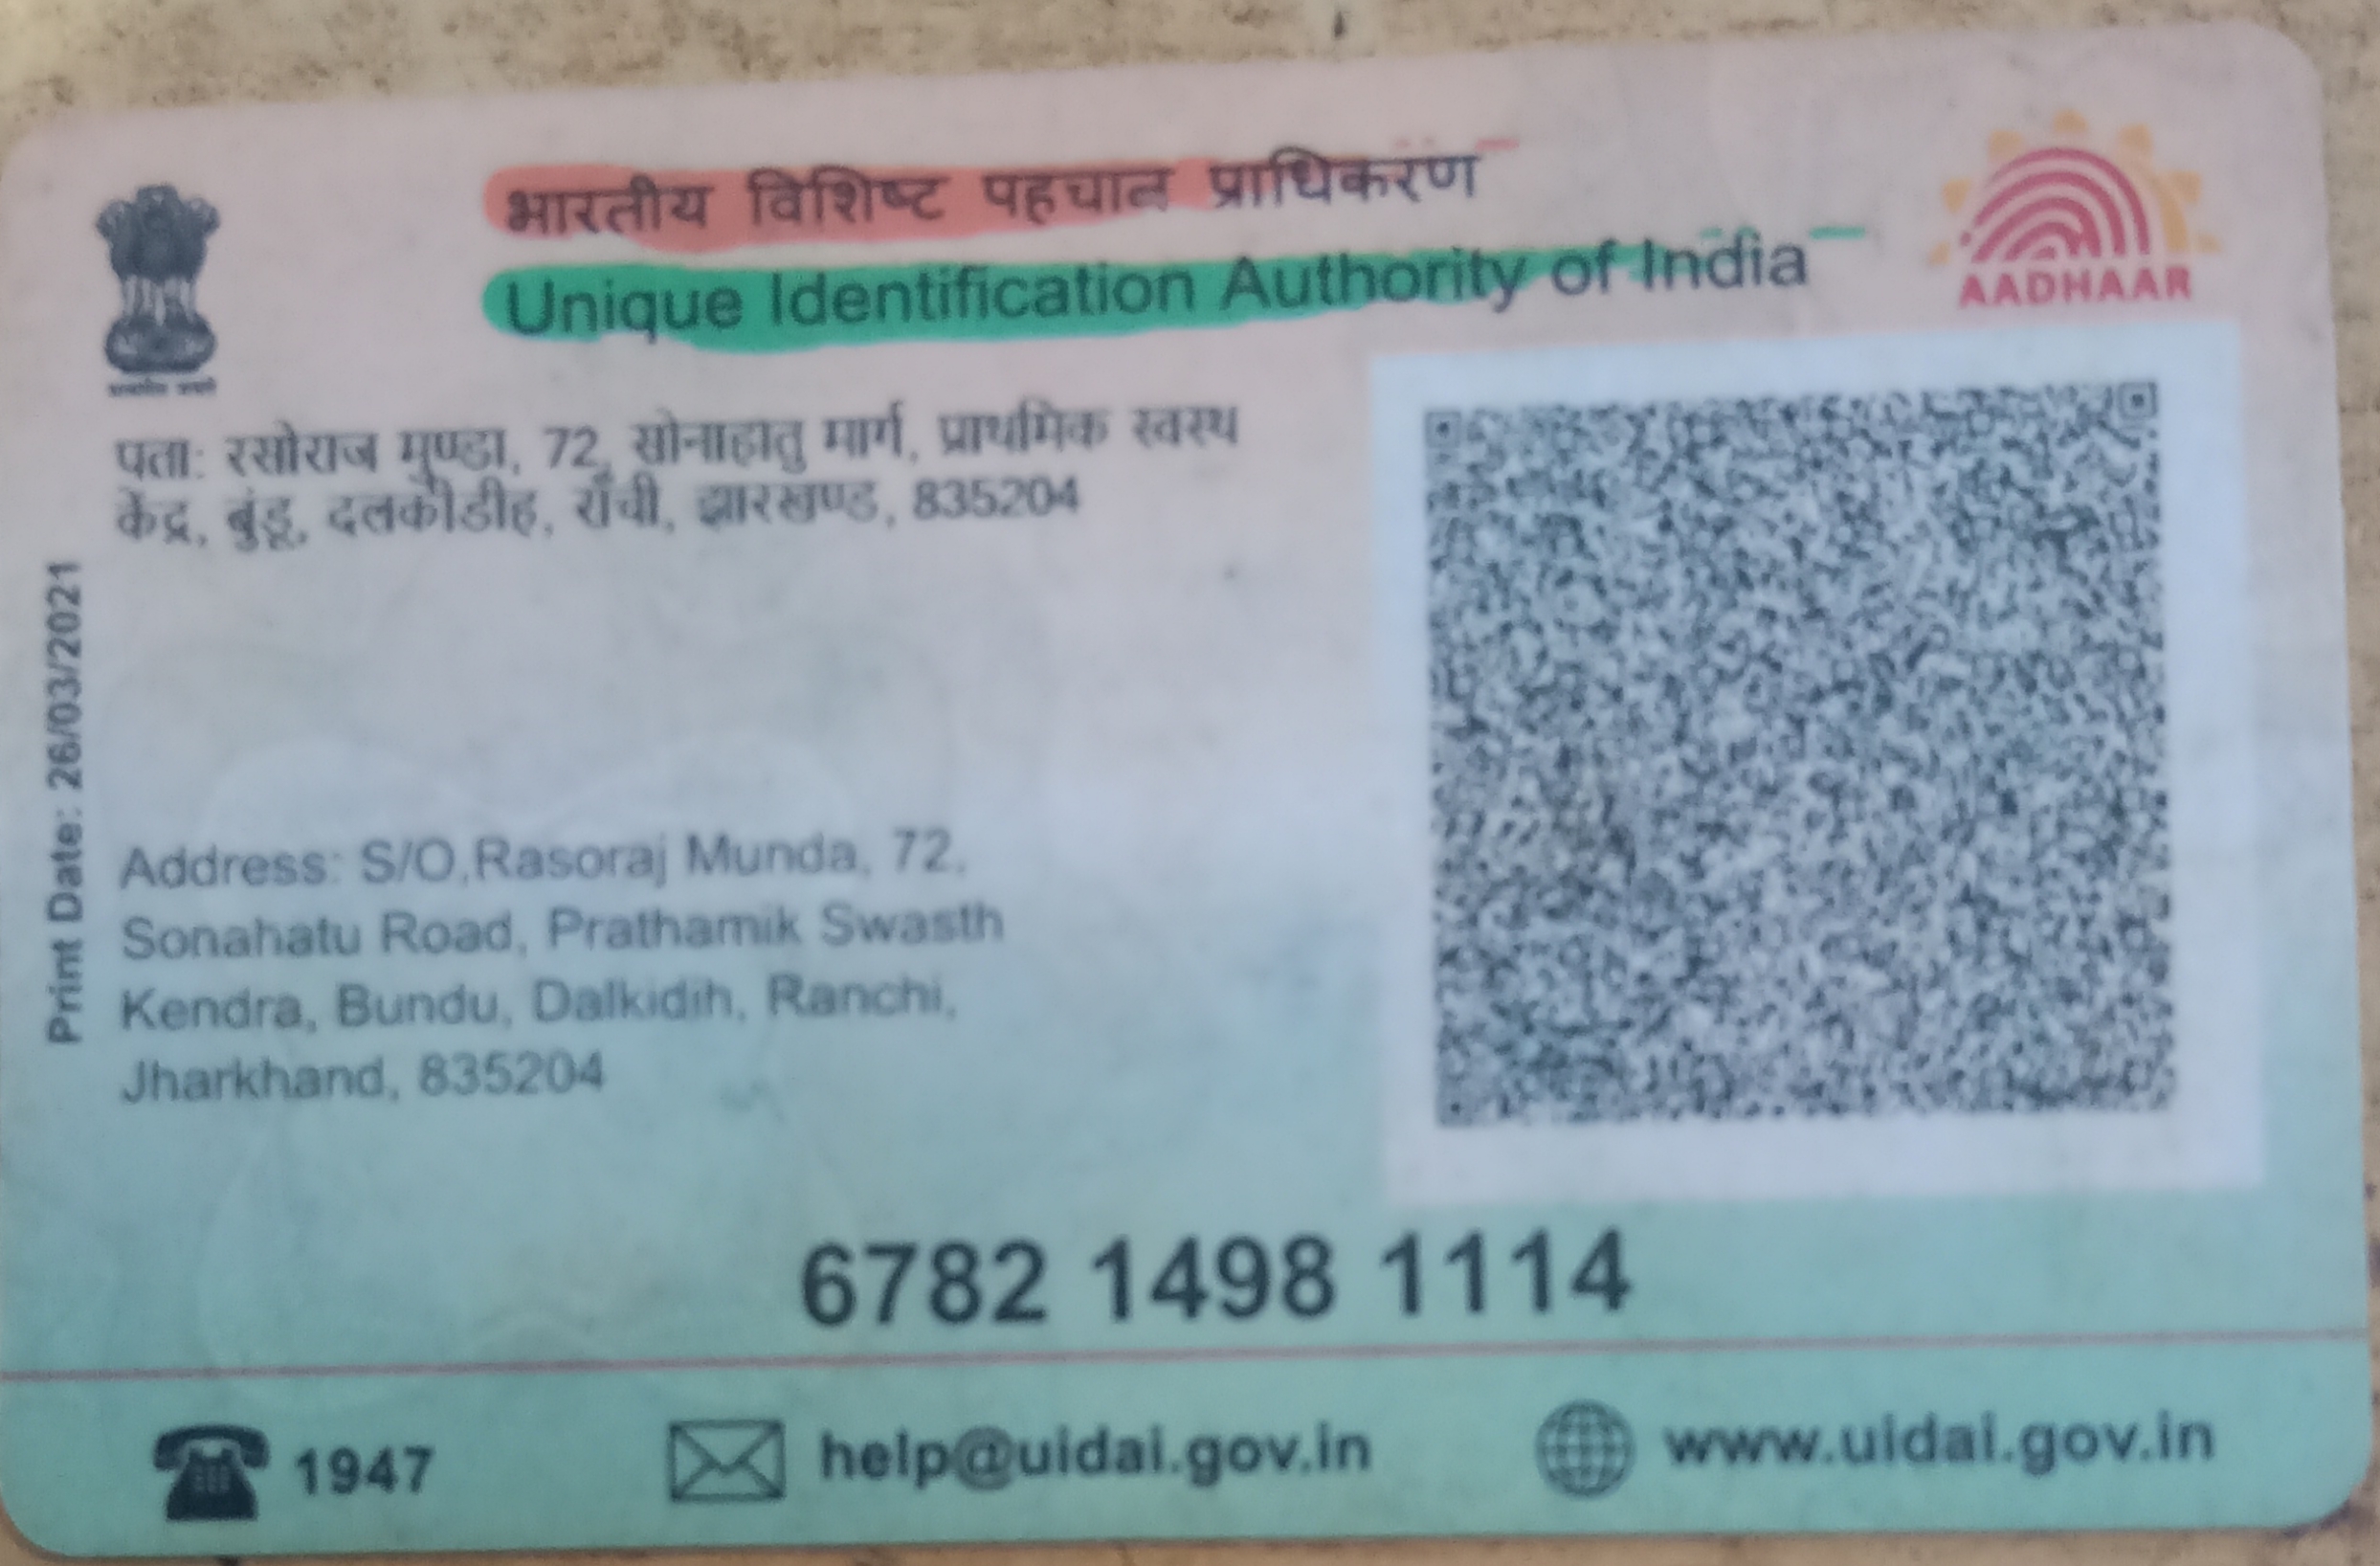 भारतीय विशिष्ट पहचान प्राधिकरण
Unique Identification Authority of India
AADHAAR
पता: रसोराज मुण्डा, 72, सोनाहातु मार्ग, प्राथमिक स्वस्थ
केंद्र, बुंडू, दलकीडीह, राँची, झारखण्ड, 835204
Print Date: 26/03/2021
Address: S/O,Rasoraj Munda, 72,
Sonahatu Road, Prathamik Swasth
Kendra, Bundu, Dalkidih, Ranchi,
Jharkhand, 835204
6782 1498 1114
1947
help@uidai.gov.in
www.uidai.gov.in